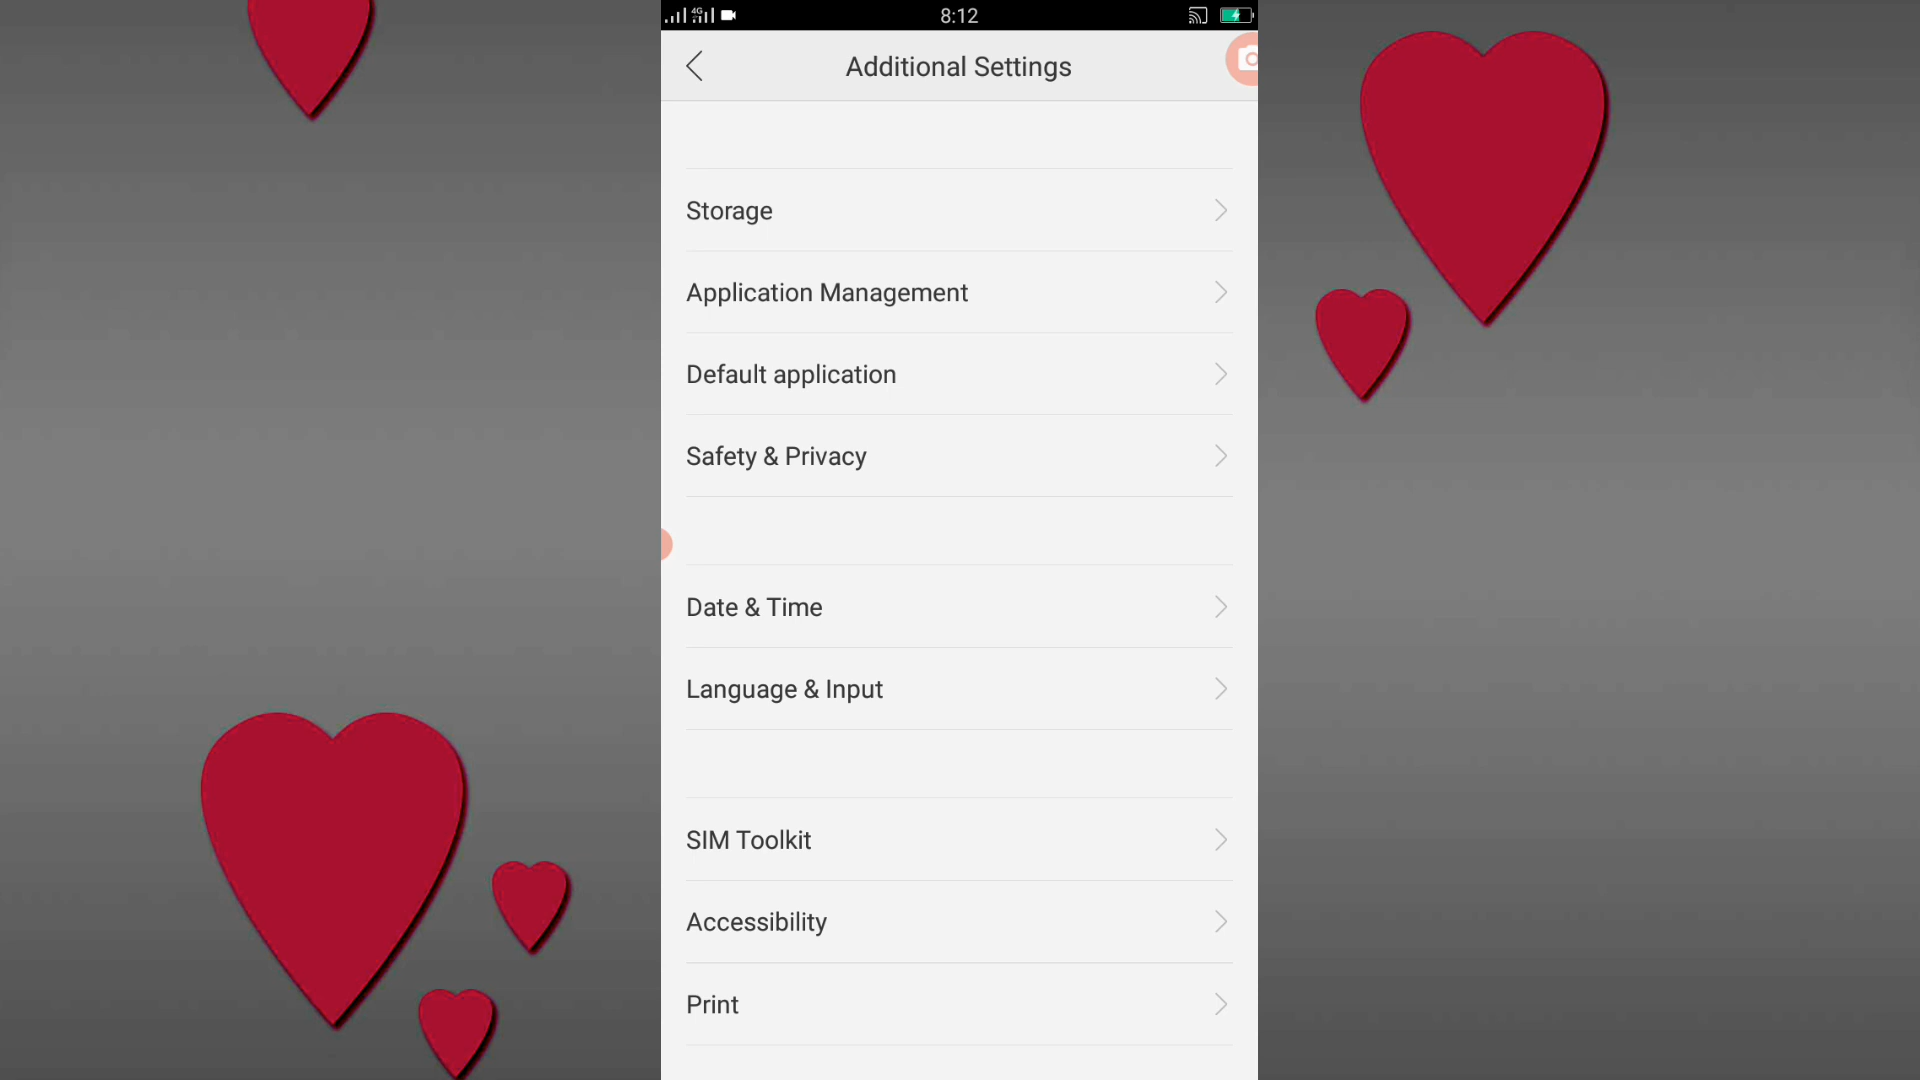 4G 8:12
Additional Settings
Storage
Application Management
Default application
Safety & Privacy
Date & Time
Language & Input
SIM Toolkit
Accessibility
Print